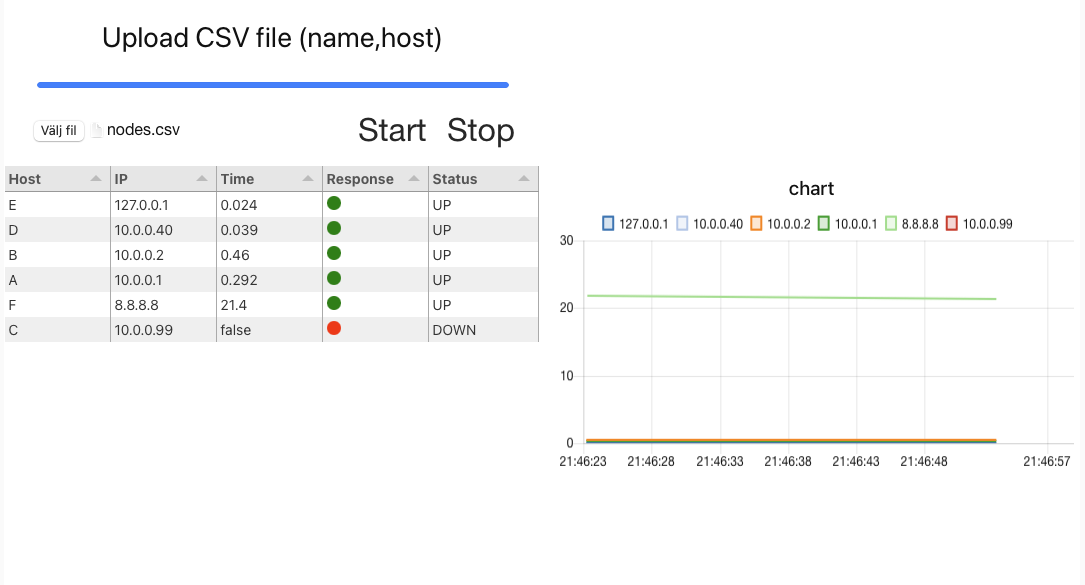 Upload CSV file (name,host)
Välj fil nodes.csv Start Stop
Host IP Time Response Status
E 127.0.0.1 0.024 UP
D 10.0.0.40 0.039 UP
B 10.0.0.2 0.46 UP
A 10.0.0.1 0.292 UP
F 8.8.8.8 21.4 UP
C 10.0.0.99 false DOWN
chart
127.0.0.1 10.0.0.40 10.0.0.2 10.0.0.1 8.8.8.8 10.0.0.99
30
20
10
0
21:46:23 21:46:28 21:46:33 21:46:38 21:46:43 21:46:48 21:46:57